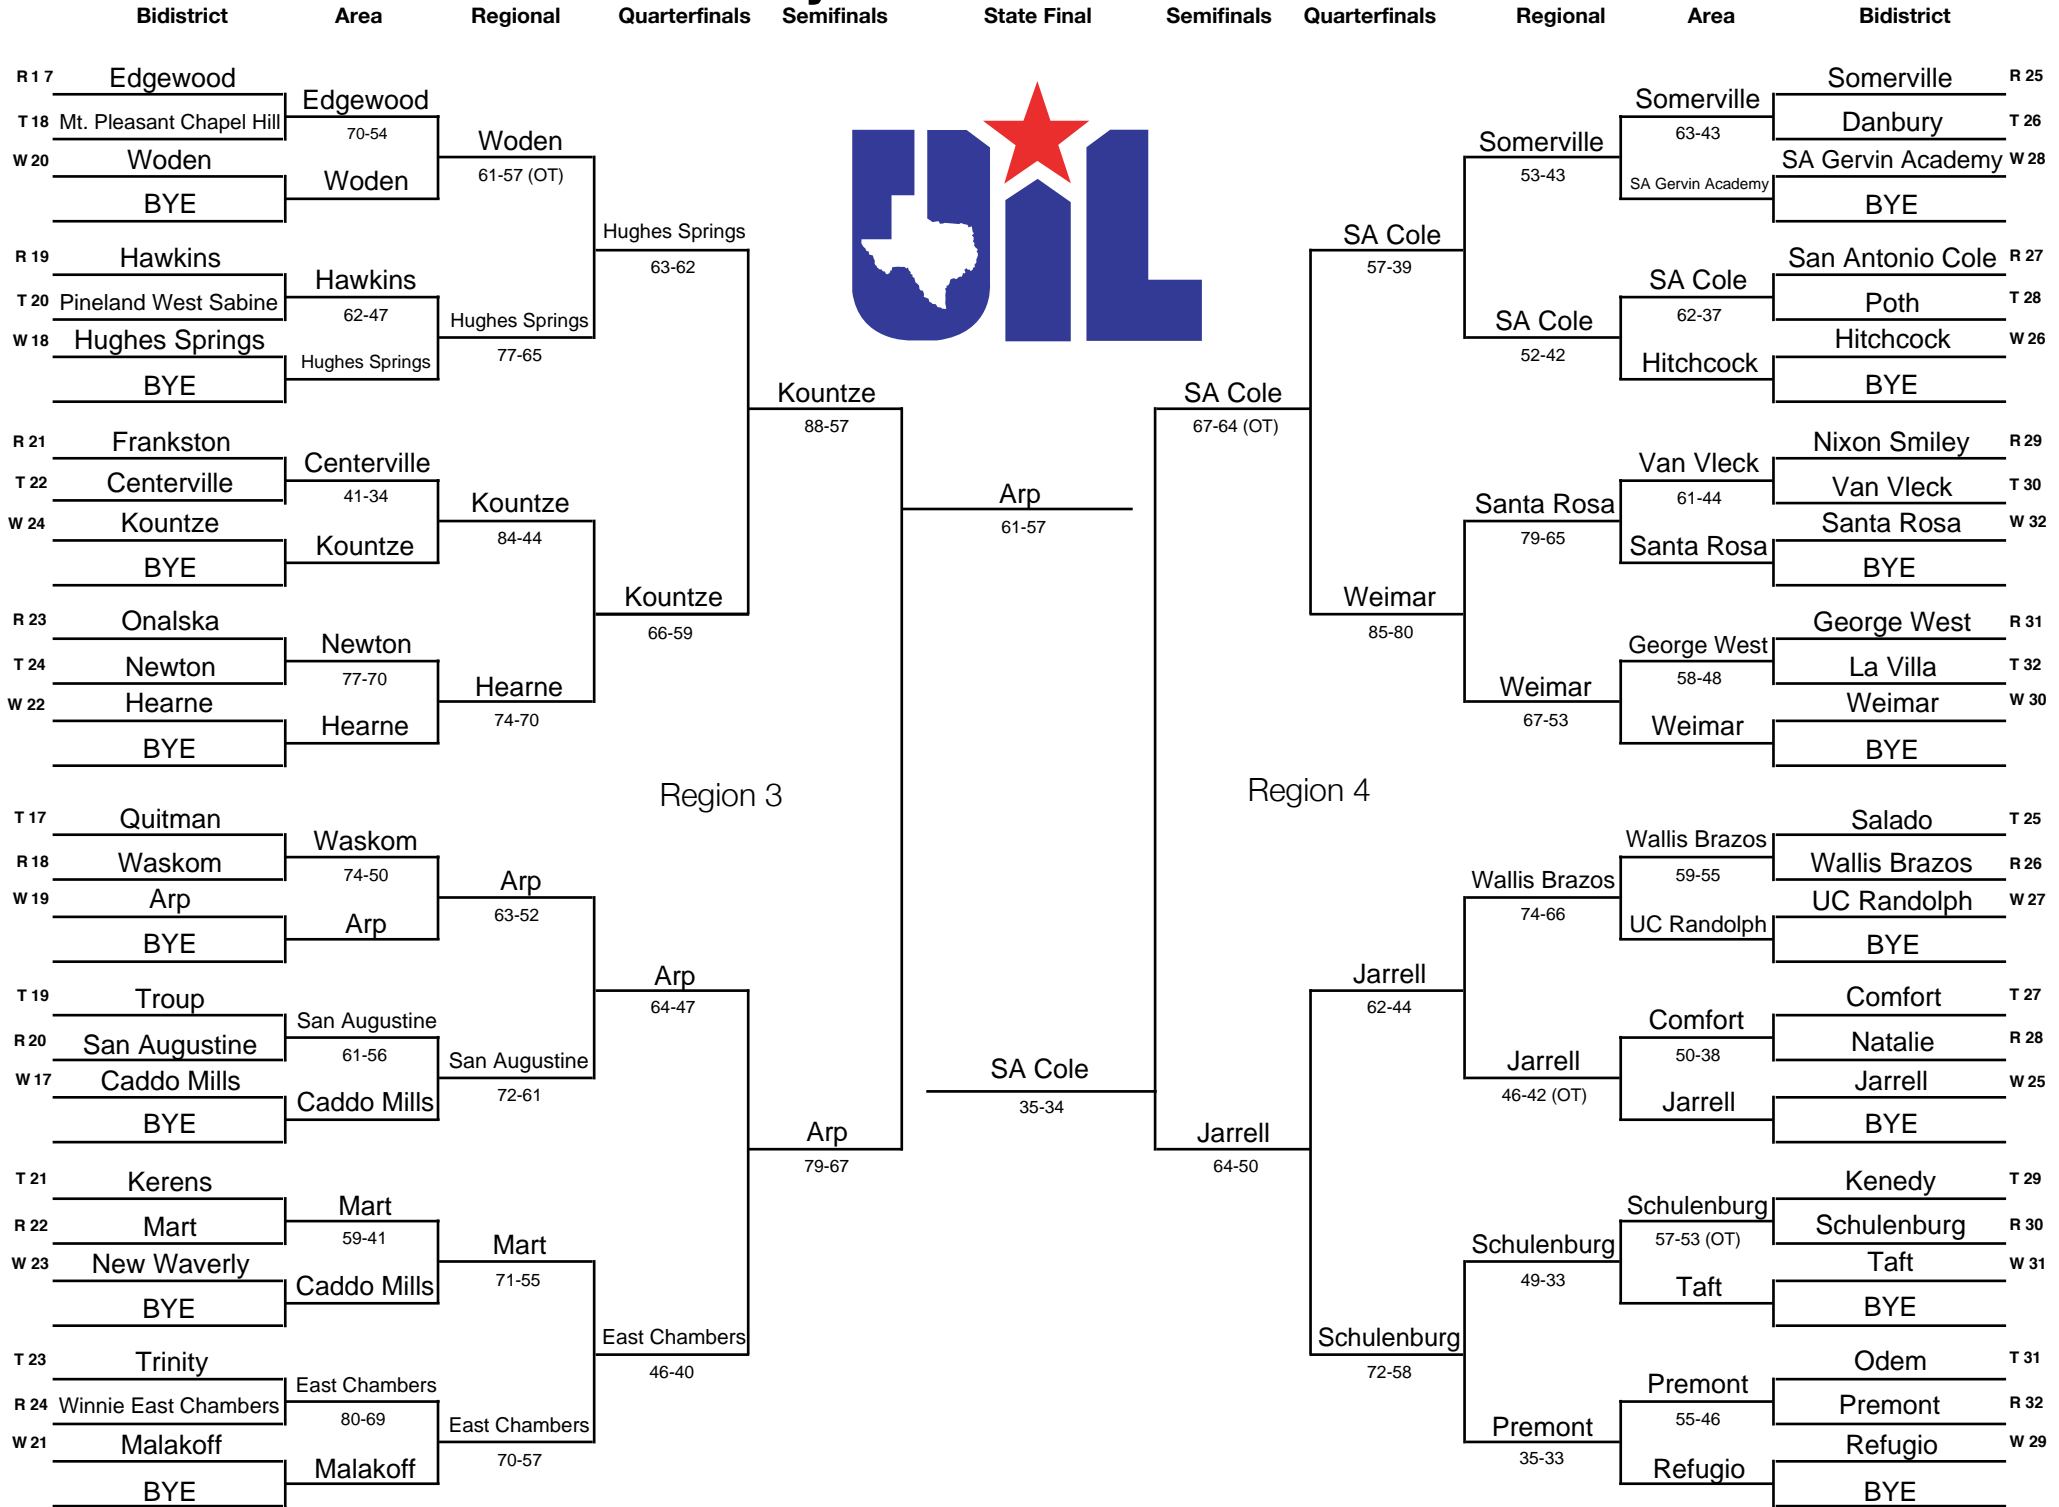 Bidistrict Area Regional Quarterfinals Semifinals State Final Semifinals Quarterfinals Regional Area Bidistrict
R 1 7 Edgewood
T 18 Mt. Pleasant Chapel Hill
Edgewood
70-54
W 20 Woden
BYE
Woden
Woden
61-57 (OT)
R 19 Hawkins
T 20 Pineland West Sabine
Hawkins
62-47
W 18 Hughes Springs
BYE
Hughes Springs
Hughes Springs
77-65
Hughes Springs
63-62
R 21 Frankston
T 22 Centerville
Centerville
41-34
W 24 Kountze
BYE
Kountze
Kountze
84-44
R 23 Onalska
T 24 Newton
Newton
77-70
W 22 Hearne
BYE
Hearne
Hearne
74-70
Kountze
66-59
Kountze
88-57
Region 3
T 17 Quitman
R 18 Waskom
Waskom
74-50
W 19 Arp
BYE
Arp
Arp
63-52
T 19 Troup
R 20 San Augustine
San Augustine
61-56
W 17 Caddo Mills
BYE
Caddo Mills
San Augustine
72-61
Arp
64-47
T 21 Kerens
R 22 Mart
Mart
59-41
W 23 New Waverly
BYE
Caddo Mills
Mart
71-55
T 23 Trinity
R 24 Winnie East Chambers
East Chambers
80-69
W 21 Malakoff
BYE
Malakoff
East Chambers
70-57
East Chambers
46-40
Arp
79-67
UIL
Arp
61-57
SA Cole
35-34
Somerville R 25
Danbury T 26
Somerville
63-43
SA Gervin Academy W 28
BYE
SA Gervin Academy
Somerville
53-43
San Antonio Cole R 27
Poth T 28
SA Cole
62-37
Hitchcock W 26
BYE
Hitchcock
SA Cole
52-42
SA Cole
57-39
Nixon Smiley R 29
Van Vleck T 30
Van Vleck
61-44
Santa Rosa W 32
BYE
Santa Rosa
Santa Rosa
79-65
George West R 31
La Villa T 32
George West
58-48
Weimar W 30
BYE
Weimar
Weimar
67-53
Weimar
85-80
SA Cole
67-64 (OT)
Region 4
Salado T 25
Wallis Brazos R 26
Wallis Brazos
59-55
UC Randolph W 27
BYE
UC Randolph
Wallis Brazos
74-66
Comfort T 27
Natalie R 28
Comfort
50-38
Jarrell W 25
BYE
Jarrell
Jarrell
46-42 (OT)
Jarrell
62-44
Kenedy T 29
Schulenburg R 30
Schulenburg
57-53 (OT)
Taft W 31
BYE
Taft
Schulenburg
49-33
Odem T 31
Premont R 32
Premont
55-46
Refugio W 29
BYE
Refugio
Premont
35-33
Schulenburg
72-58
Jarrell
64-50